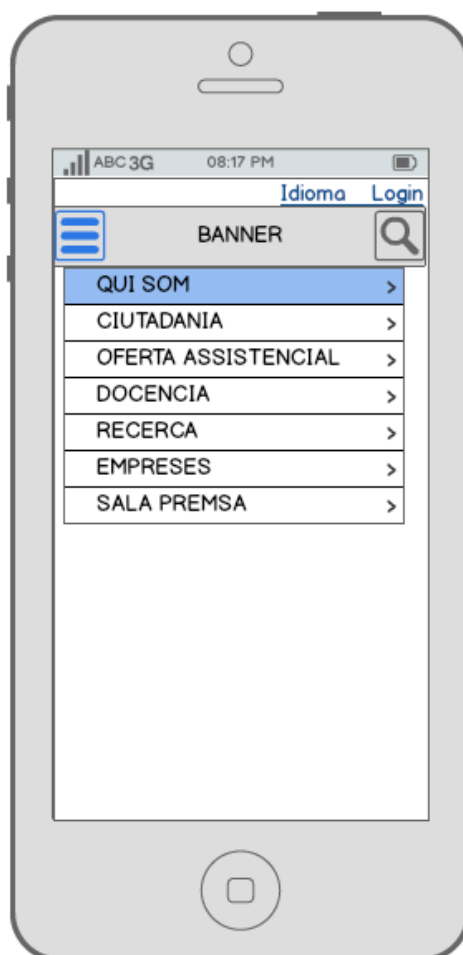 ABC 3G 08:17 PM
Idioma Login
BANNER
QUI SOM >
CIUTADANIA >
OFERTA ASSISTENCIAL >
DOCENCIA >
RECERCA >
EMPRESES >
SALA PREMSA >